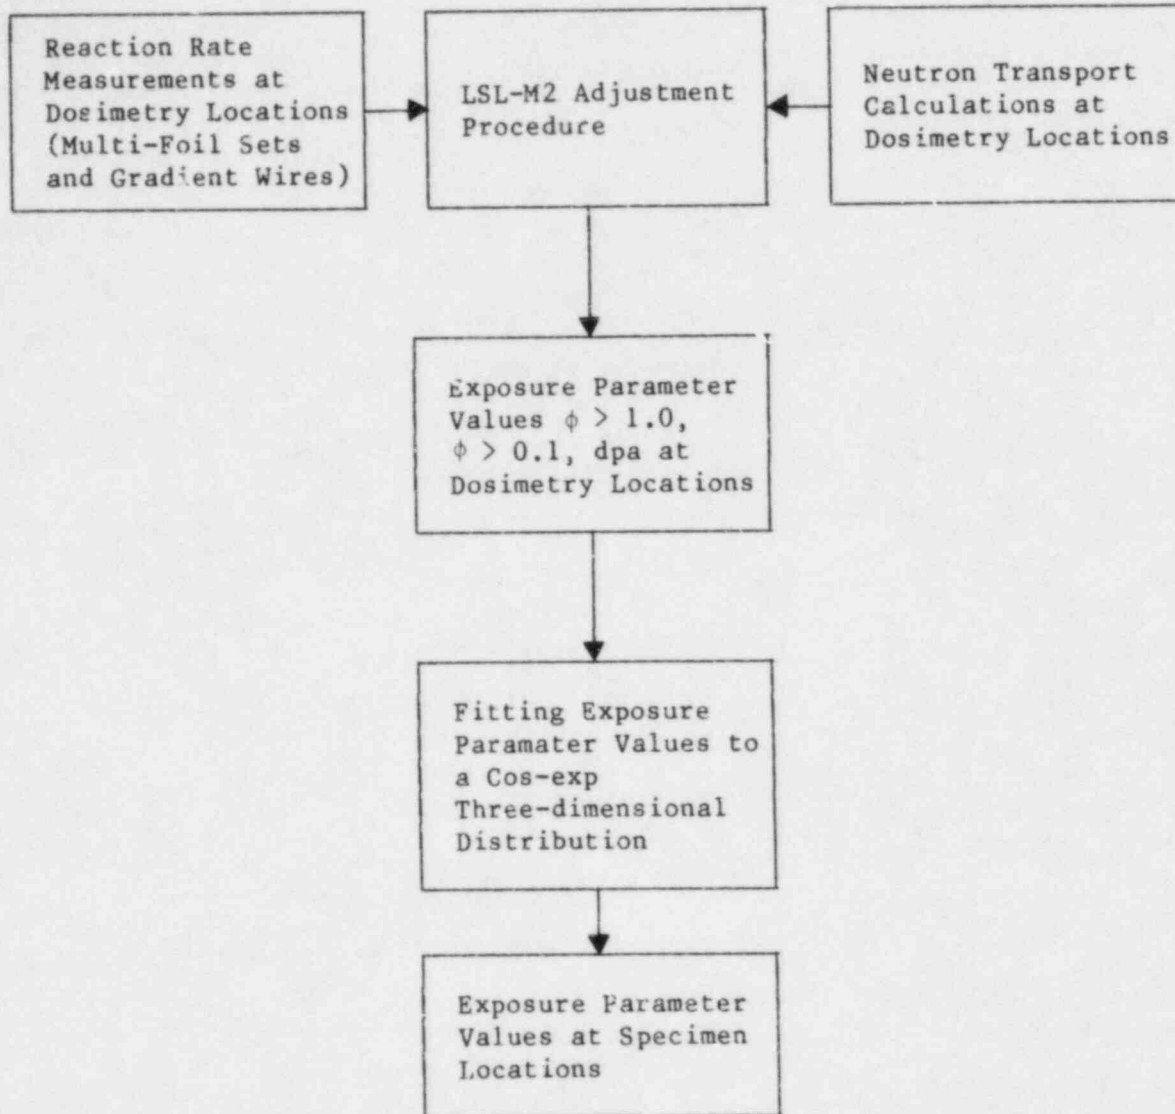 Reaction Rate
Measurements at
Dosimetry Locations
(Multi-Foil Sets
and Gradient Wires)
LSL-M2 Adjustment
Procedure
Neutron Transport
Calculations at
Dosimetry Locations
Exposure Parameter
Values ϕ > 1.0,
ϕ > 0.1, dpa at
Dosimetry Locations
Fitting Exposure
Paramater Values to
a Cos-exp
Three-dimensional
Distribution
Exposure Parameter
Values at Specimen
Locations